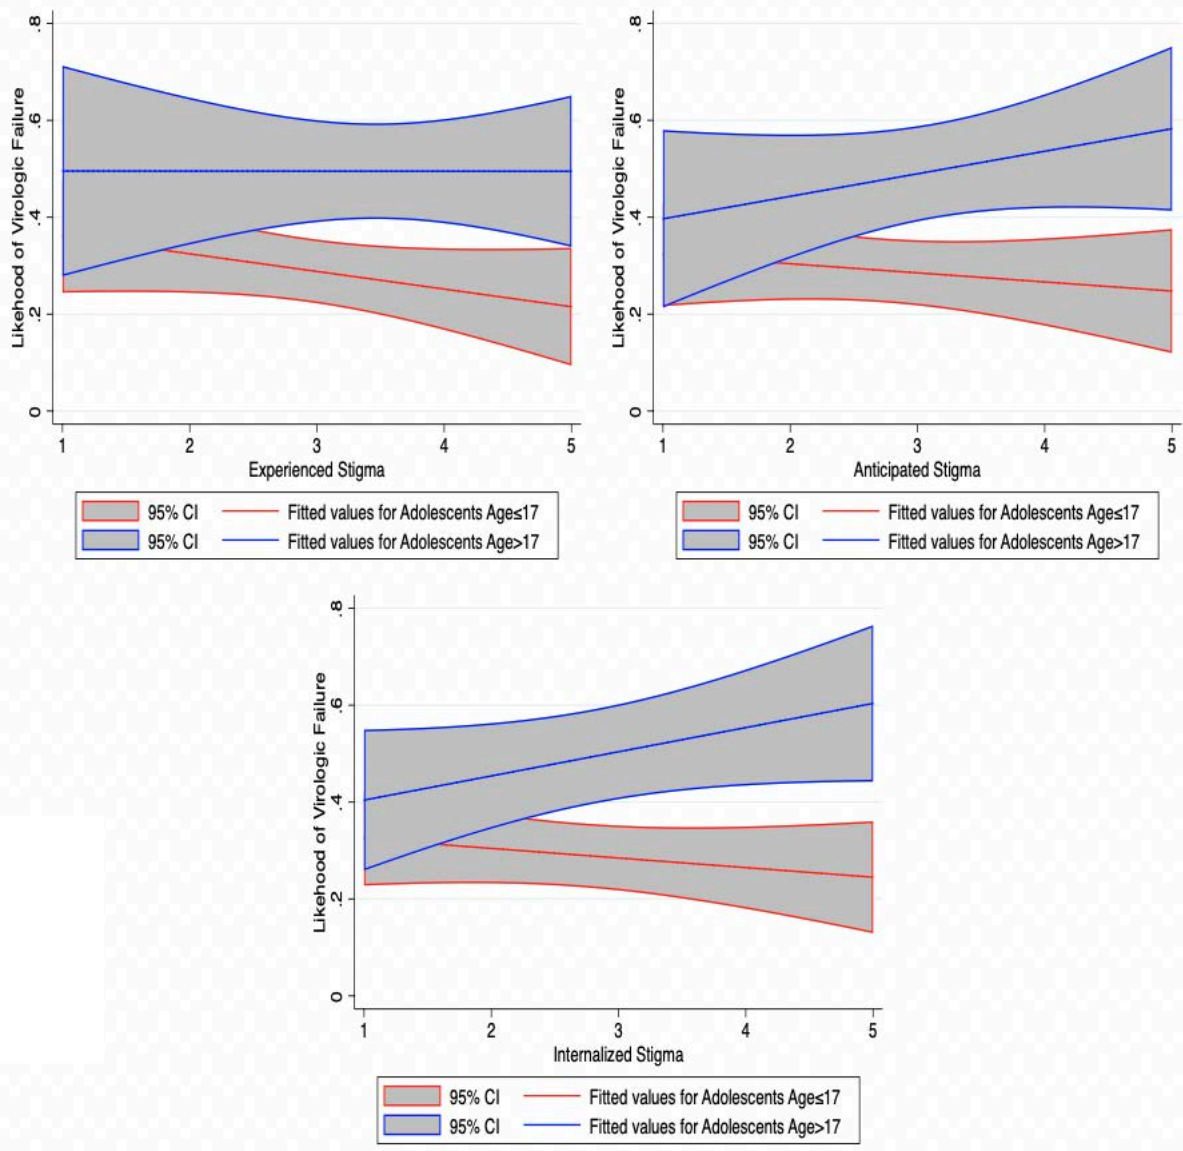 Likehood of Virologic Failure
.8
.6
.4
.2
0
1 2 3 4 5
Experienced Stigma
95% CI Fitted values for Adolescents Age≤17
95% CI Fitted values for Adolescents Age>17
Likehood of Virologic Failure
.8
.6
.4
.2
0
1 2 3 4 5
Anticipated Stigma
95% CI Fitted values for Adolescents Age≤17
95% CI Fitted values for Adolescents Age>17
Likehood of Virologic Failure
.8
.6
.4
.2
0
1 2 3 4 5
Internalized Stigma
95% CI Fitted values for Adolescents Age≤17
95% CI Fitted values for Adolescents Age>17